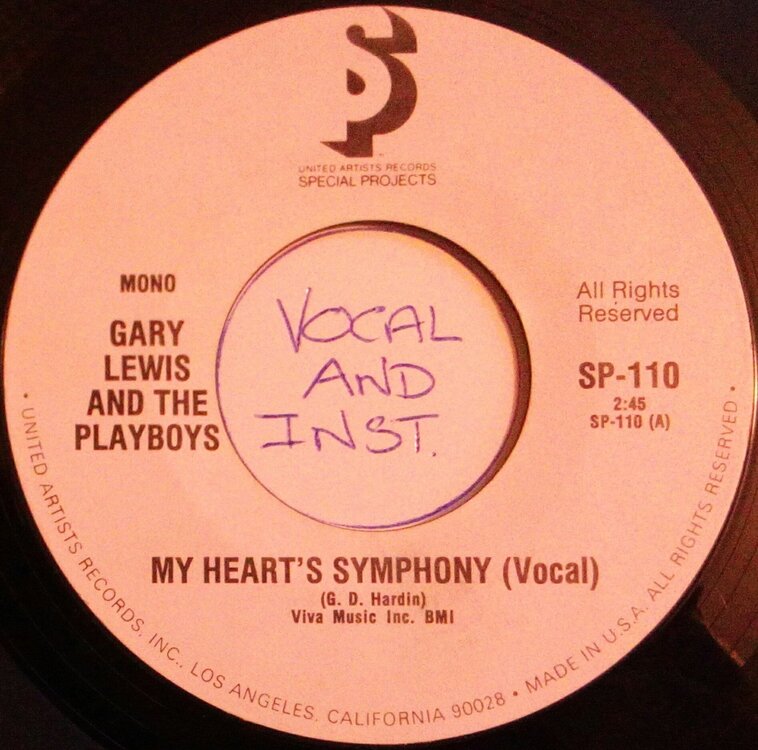 SP
UNITED ARTISTS RECORDS
SPECIAL PROJECTS
MONO
GARY
LEWIS
AND THE
PLAYBOYS
VOCAL
AND
INST.
All Rights
Reserved
SP-110
2:45
SP-110 (A)
MY HEART'S SYMPHONY (Vocal)
(G. D. Hardin)
Viva Music Inc. BMI
• UNITED ARTISTS RECORDS, INC., LOS ANGELES, CALIFORNIA 90028 • MADE IN U.S.A. ALL RIGHTS RESERVED •